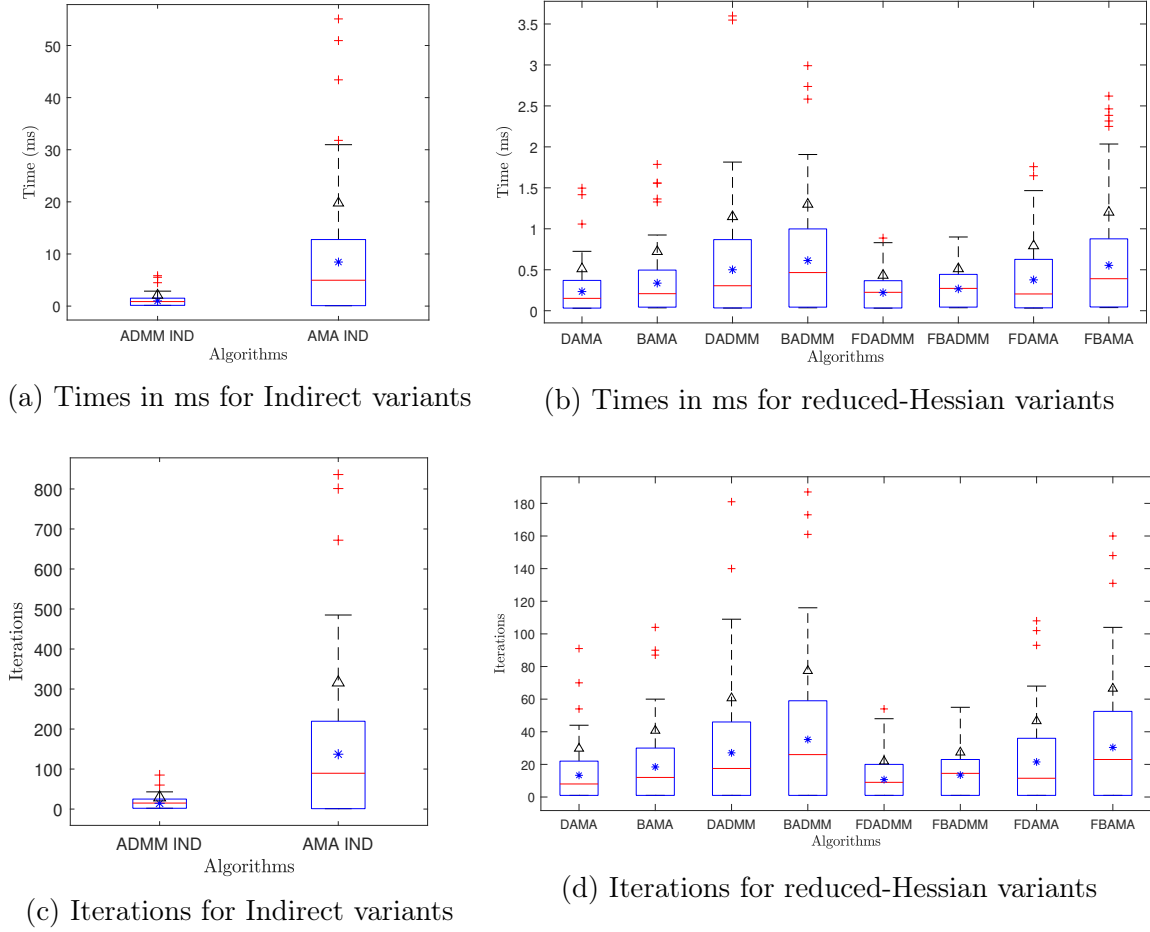 50
40
30
20
10
0
Time (ms)
ADMM IND
AMA IND
Algorithms
(a) Times in ms for Indirect variants
3.5
3
2.5
2
1.5
1
0.5
0
Time (ms)
DAMA
BAMA
DADMM
BADMM
FDADMM
FBADMM
FDAMA
FBAMA
Algorithms
(b) Times in ms for reduced-Hessian variants
800
700
600
500
400
300
200
100
0
Iterations
ADMM IND
AMA IND
Algorithms
(c) Iterations for Indirect variants
180
160
140
120
100
80
60
40
20
0
Iterations
DAMA
BAMA
DADMM
BADMM
FDADMM
FBADMM
FDAMA
FBAMA
Algorithms
(d) Iterations for reduced-Hessian variants